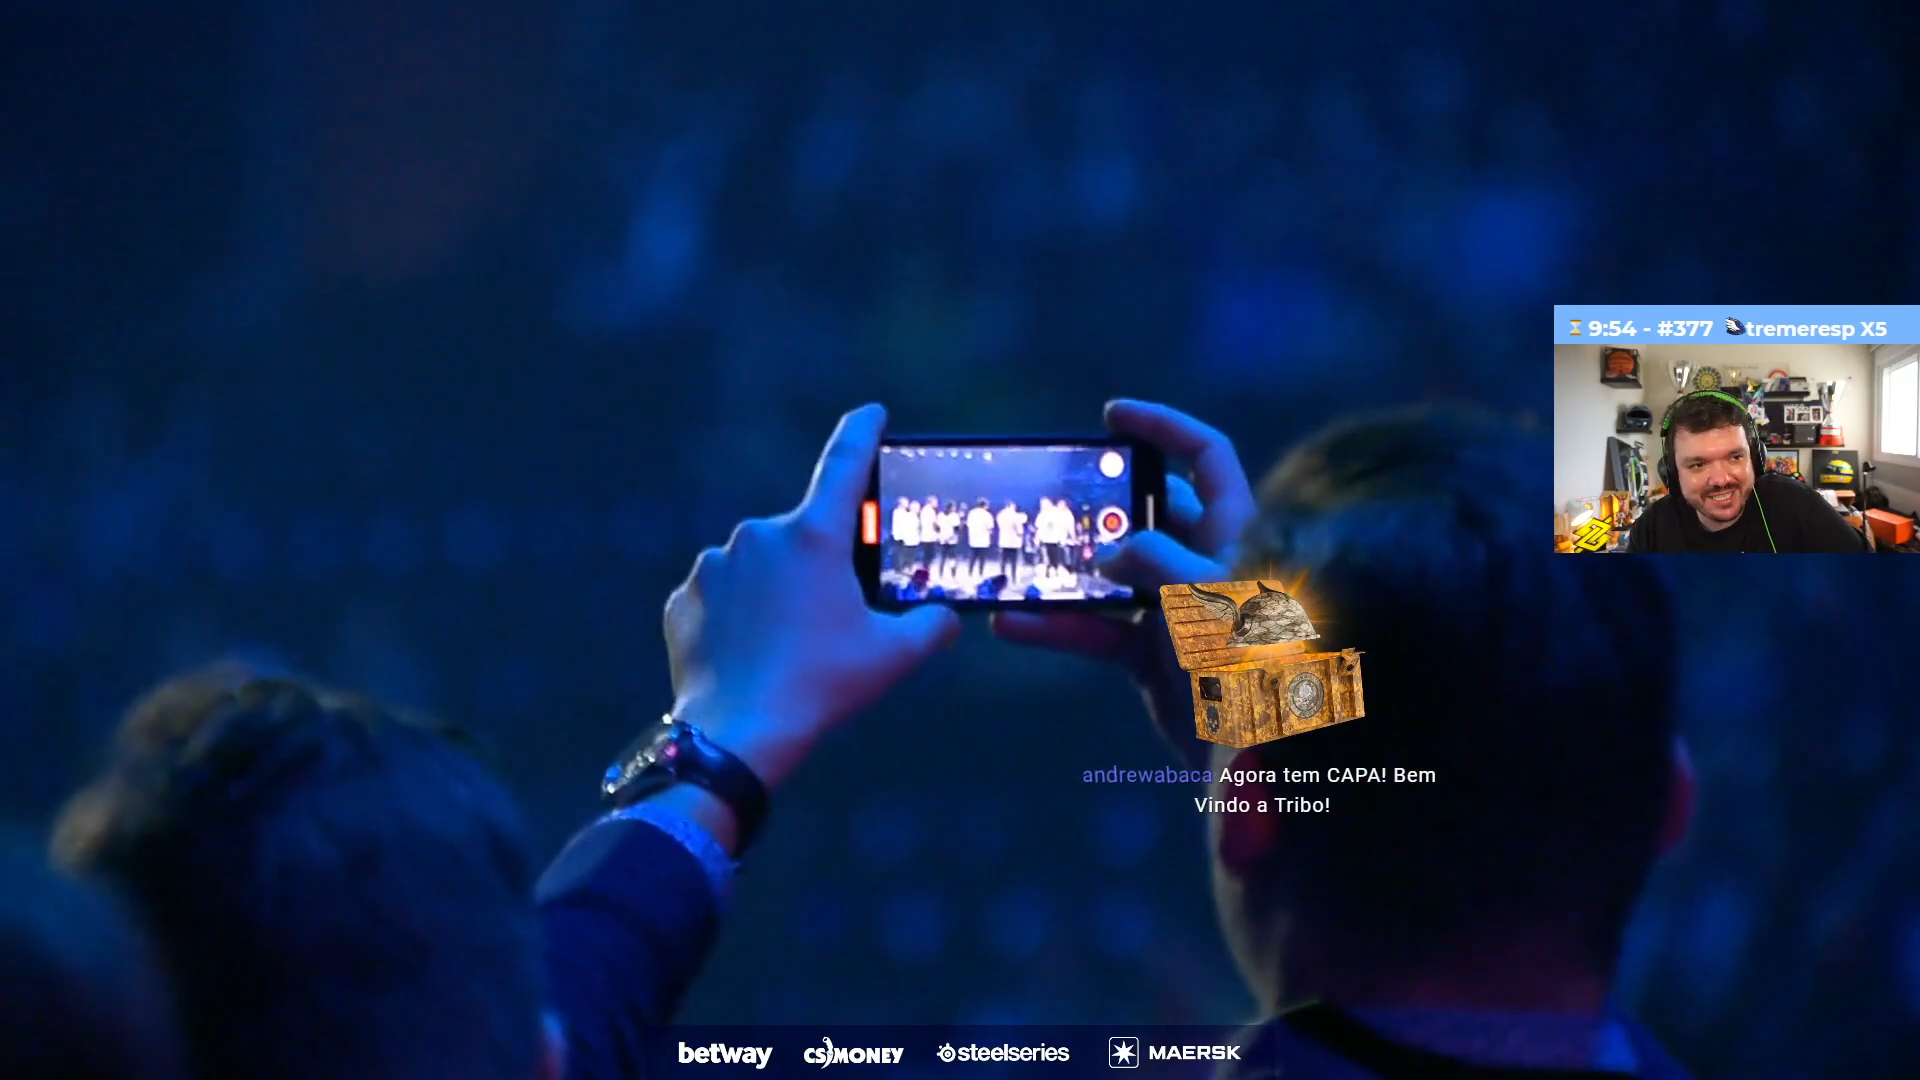 9:54 - #377 tremeresp X5
andrewabaca Agora tem CAPA! Bem
Vindo a Tribo!
betway CS.MONEY steelseries MAERSK